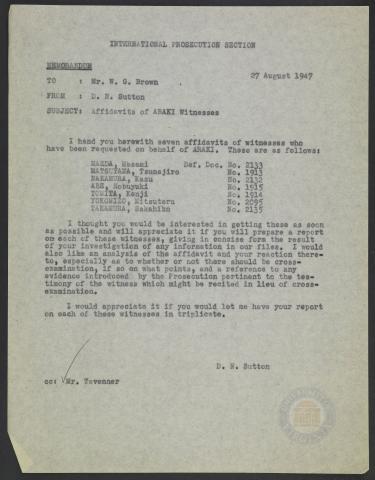 INTERNATIONAL PROSECUTION SECTION
MEMORANDUM
27 August 1947
TO : Mr. W. G. Brown
FROM : D. N. Sutton
SUBJECT: Affidavits of ARAKI Witnesses
I hand you herewith seven affidavits of witnesses who
have been requested on behalf of ARAKI. These are as follows:
MAEDA, Masami Def. Doc. No. 2133
MATSUYAMA, Tsunejiro No. 1913
NAKAMURA, Kazu No. 2132
ABE, Nobuyuki No. 1515
TOMITA, Kenji No. 1914
YOKOMIZO, Mitsuteru No. 2095
TAKAMURA, Sakahiko No. 2135
I thought you would be interested in getting these as soon
as possible and will appreciate it if you will prepare a report
on each of these witnesses, giving in concise form the result
of your investigation of any information in our files. I would
also like an analysis of the affidavit and your reaction there-
to, especially as to whether or not there should be cross-
examination, if so on what points, and a reference to any
evidence introduced by the Prosecution pertinent to the tes-
timony of the witness which might be recited in lieu of cross-
examination.
I would appreciate it if you would let me have your report
on each of these witnesses in triplicate.
D. N. Sutton
cc: Mr. Tavenner